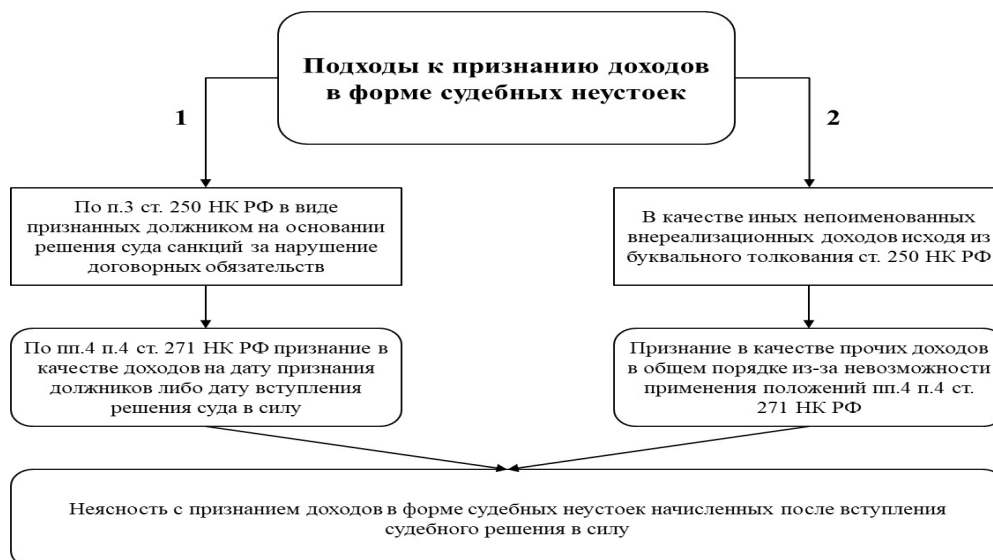 Подходы к признанию доходов
в форме судебных неустоек
1
2
По п.3 ст. 250 НК РФ в виде
признанных должником на основании
решения суда санкций за нарушение
договорных обязательств
В качестве иных непоименованных
внереализационных доходов исходя из
буквального толкования ст. 250 НК РФ
По пп.4 п.4 ст. 271 НК РФ признание в
качестве доходов на дату признания
должников либо дату вступления
решения суда в силу
Признание в качестве прочих доходов
в общем порядке из-за невозможности
применения положений пп.4 п.4 ст.
271 НК РФ
Неясность с признанием доходов в форме судебных неустоек начисленных после вступления
судебного решения в силу